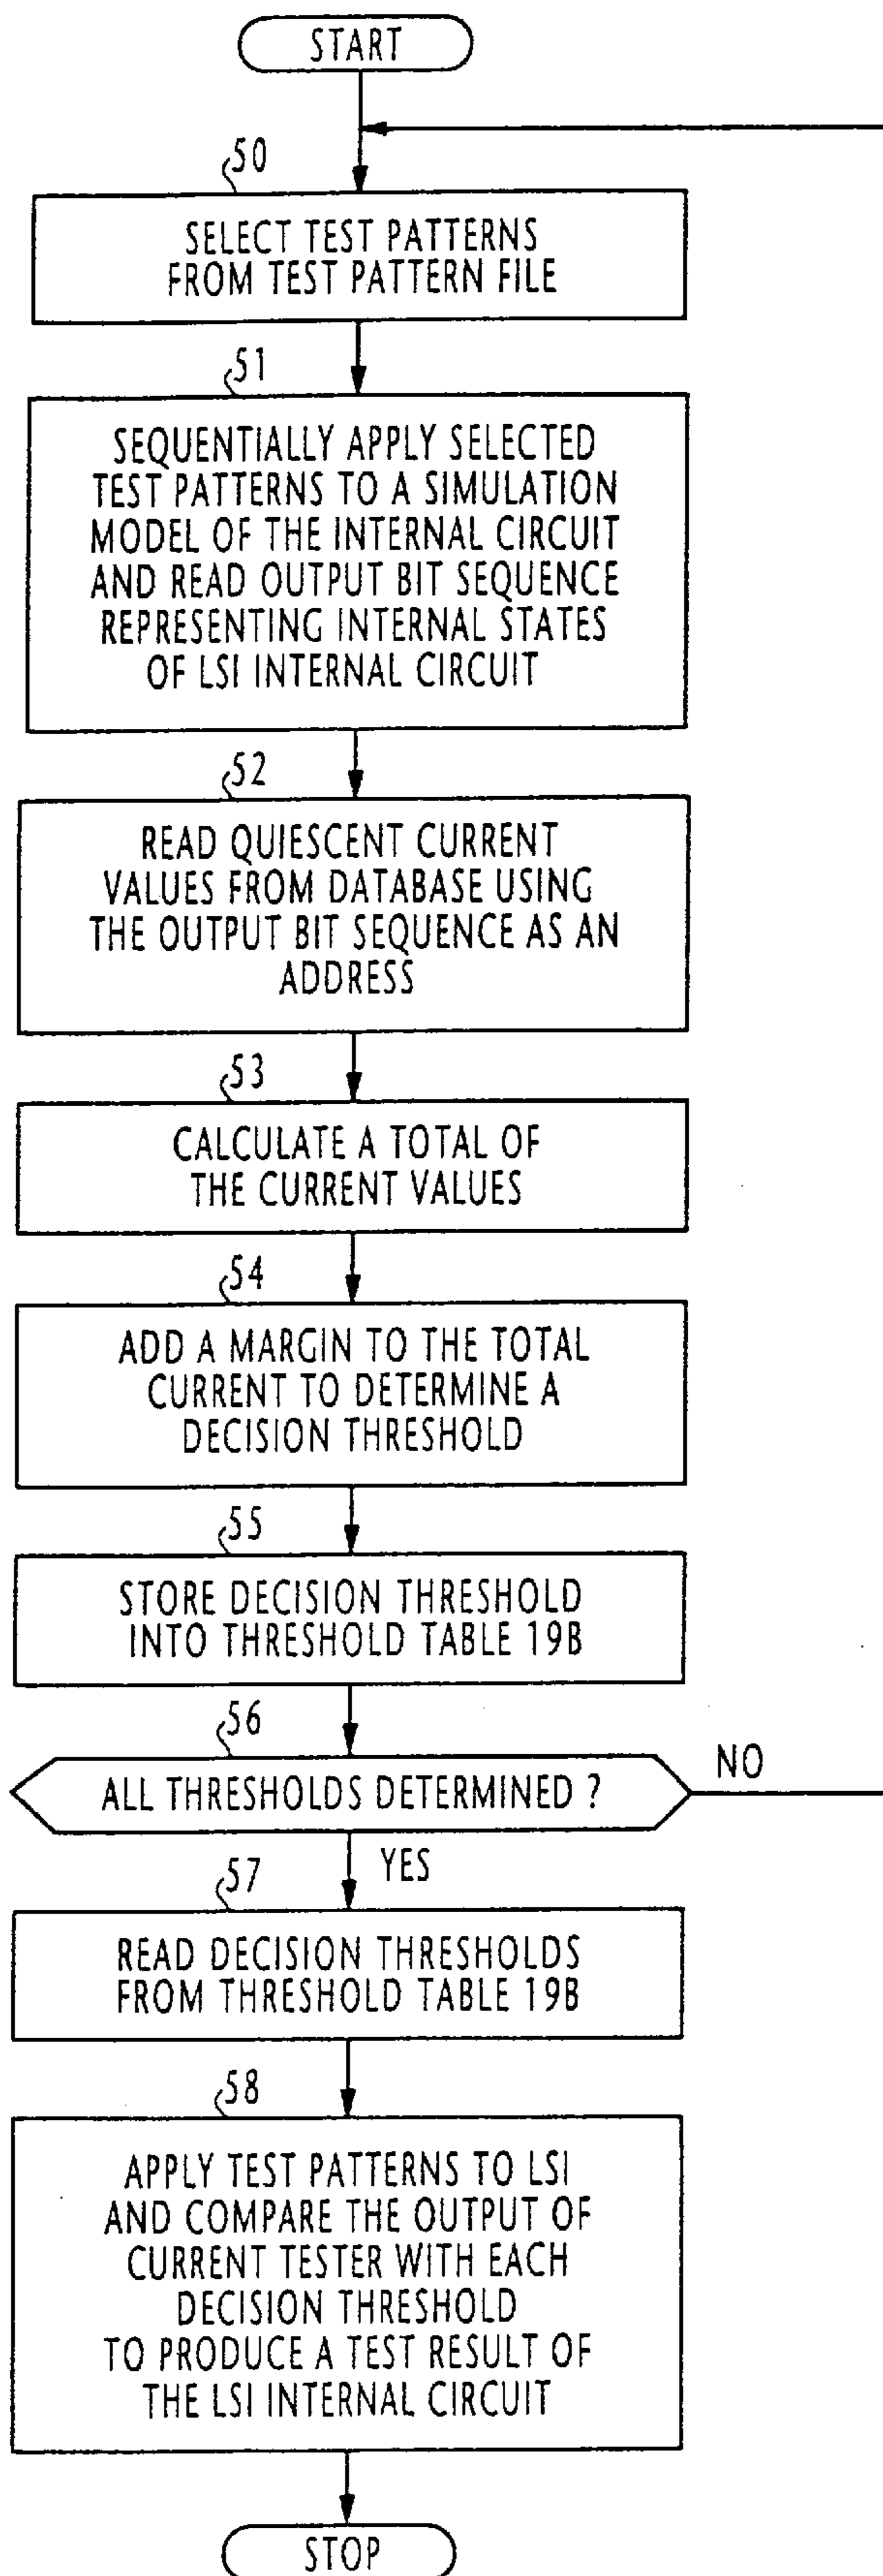 START
50
SELECT TEST PATTERNS
FROM TEST PATTERN FILE
51
SEQUENTIALLY APPLY SELECTED
TEST PATTERNS TO A SIMULATION
MODEL OF THE INTERNAL CIRCUIT
AND READ OUTPUT BIT SEQUENCE
REPRESENTING INTERNAL STATES
OF LSI INTERNAL CIRCUIT
52
READ QUIESCENT CURRENT
VALUES FROM DATABASE USING
THE OUTPUT BIT SEQUENCE AS AN
ADDRESS
53
CALCULATE A TOTAL OF
THE CURRENT VALUES
54
ADD A MARGIN TO THE TOTAL
CURRENT TO DETERMINE A
DECISION THRESHOLD
55
STORE DECISION THRESHOLD
INTO THRESHOLD TABLE 19B
56
ALL THRESHOLDS DETERMINED ?
NO
YES
57
READ DECISION THRESHOLDS
FROM THRESHOLD TABLE 19B
58
APPLY TEST PATTERNS TO LSI
AND COMPARE THE OUTPUT OF
CURRENT TESTER WITH EACH
DECISION THRESHOLD
TO PRODUCE A TEST RESULT OF
THE LSI INTERNAL CIRCUIT
STOP